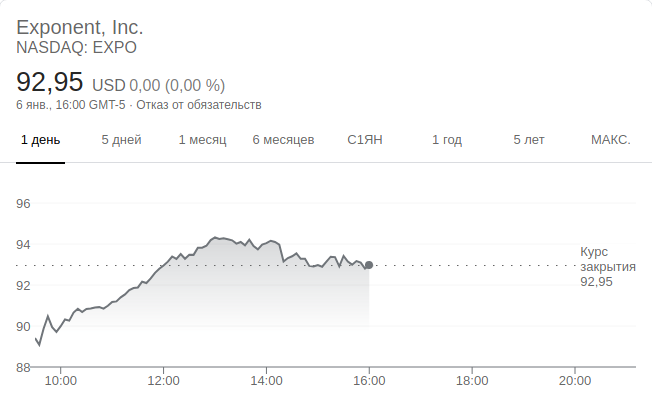 Exponent, Inc.
NASDAQ: EXPO
92,95 USD 0,00 (0,00 %)
6 янв., 16:00 GMT-5 · Отказ от обязательств
1 день 5 дней 1 месяц 6 месяцев С1ЯН 1 год 5 лет МАКС.
96
94
92
90
88
Курс
закрытия
92,95
10:00 12:00 14:00 16:00 18:00 20:00